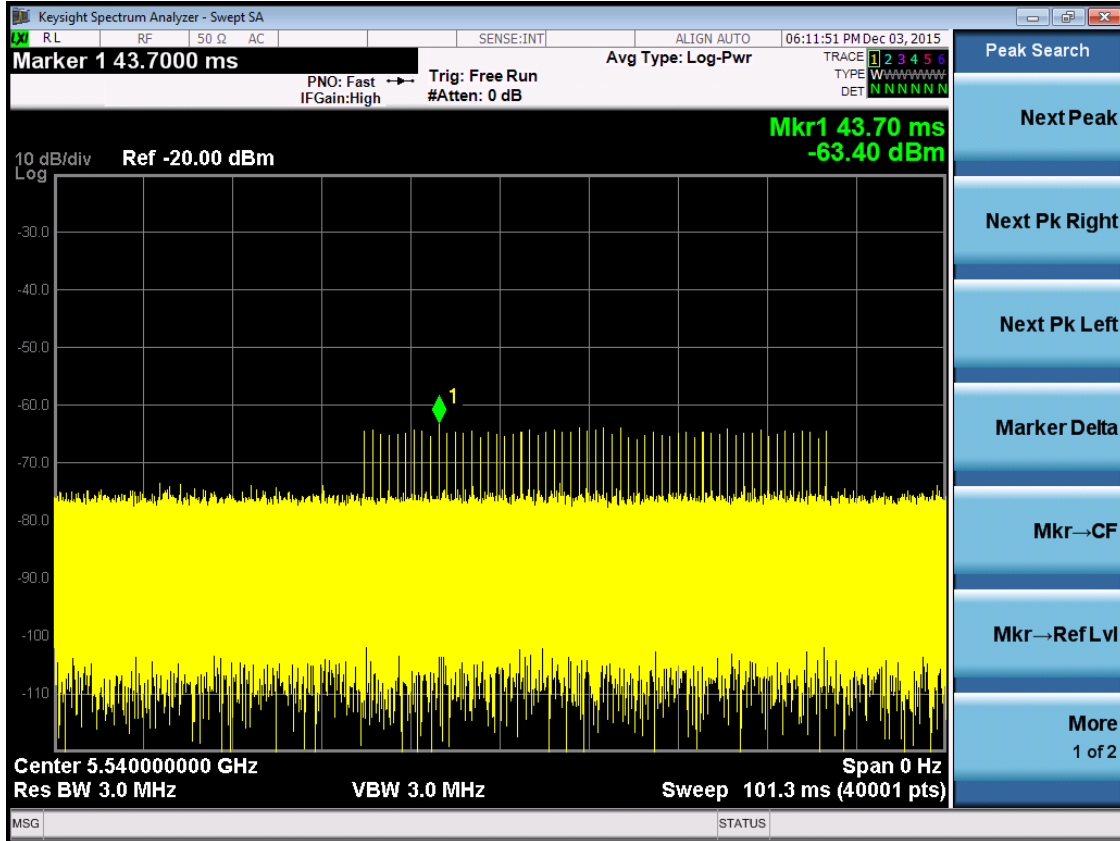 Keysight Spectrum Analyzer - Swept SA
LXI RL RF 50 Ω AC SENSE:INT ALIGN AUTO 06:11:51 PM Dec 03, 2015
Marker 1 43.7000 ms
PNO: Fast
IFGain:High
Trig: Free Run
#Atten: 0 dB
Avg Type: Log-Pwr
TRACE 1 2 3 4 5 6
TYPE WWWWWW
DET N N N N N N
Mkr1 43.70 ms
-63.40 dBm
10 dB/div Ref -20.00 dBm
Log
-30.0
-40.0
-50.0
-60.0
-70.0
-80.0
-90.0
-100
-110
1
Center 5.540000000 GHz Span 0 Hz
Res BW 3.0 MHz VBW 3.0 MHz Sweep 101.3 ms (40001 pts)
MSG STATUS
Peak Search
Next Peak
Next Pk Right
Next Pk Left
Marker Delta
Mkr→CF
Mkr→Ref Lvl
More
1 of 2